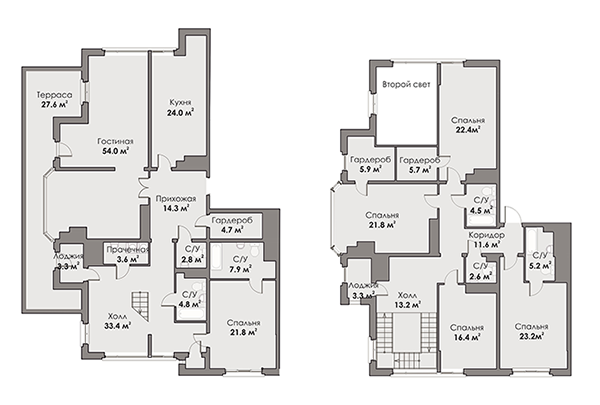 Терраса
27.6 м²
Гостиная
54.0 м²
Кухня
24.0 м²
Прихожая
14.3 м²
Гардероб
4.7 м²
Лоджия
3.3 м²
Прачечная
3.6 м²
С/У
2.8 м²
С/У
7.9 м²
С/У
4.8 м²
Холл
33.4 м²
Спальня
21.8 м²
Второй свет
Спальня
22.4м²
Гардероб
5.9 м²
Гардероб
5.7 м²
Спальня
21.8 м²
С/У
4.5 м²
Коридор
11.6 м²
С/У
5.2 м²
С/У
2.6 м²
Лоджия
3.3 м²
Холл
13.2 м²
Спальня
16.4 м²
Спальня
23.2м²